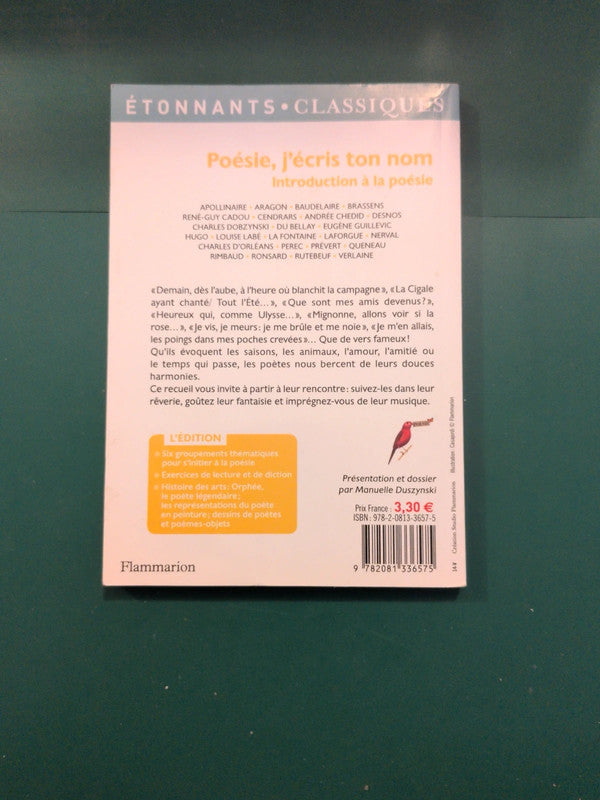 ÉTONNANTS • CLASSIQUES
Poésie, j'écris ton nom
Introduction à la poésie
APOLLINAIRE • ARAGON • BAUDELAIRE • BRASSENS
RENÉ-GUY CADOU • CENDRARS • ANDRÉE CHEDID • DESNOS
CHARLES DOBZYNSKI • DU BELLAY • EUGÈNE GUILLEVIC
HUGO • LOUISE LABÉ • LA FONTAINE • LAFORGUE • NERVAL
CHARLES D'ORLÉANS • PEREC • PRÉVERT • QUENEAU
RIMBAUD • RONSARD • RUTEBEUF • VERLAINE
« Demain, dès l'aube, à l'heure où blanchit la campagne », « La Cigale
ayant chanté/ Tout l'Été… », « Que sont mes amis devenus ? »,
« Heureux qui, comme Ulysse… », « Mignonne, allons voir si la
rose… », « Je vis, je meurs : je me brûle et me noie », « Je m'en allais,
les poings dans mes poches crevées »… Que de vers fameux !
Qu'ils évoquent les saisons, les animaux, l'amour, l'amitié ou
le temps qui passe, les poètes nous bercent de leurs douces
harmonies.
Ce recueil vous invite à partir à leur rencontre : suivez-les dans leur
rêverie, goûtez leur fantaisie et imprégnez-vous de leur musique.
L'ÉDITION
• Six groupements thématiques
pour s'initier à la poésie
• Exercices de lecture et de diction
• Histoire des arts : Orphée,
le poète légendaire ;
les représentations du poète
en peinture ; dessins de poètes
et poèmes-objets
Présentation et dossier
par Manuelle Duszynski
Prix France : 3,30 €
ISBN : 978-2-0813-3657-5
9 782081 336575
Flammarion
14-V Création Studio Flammarion